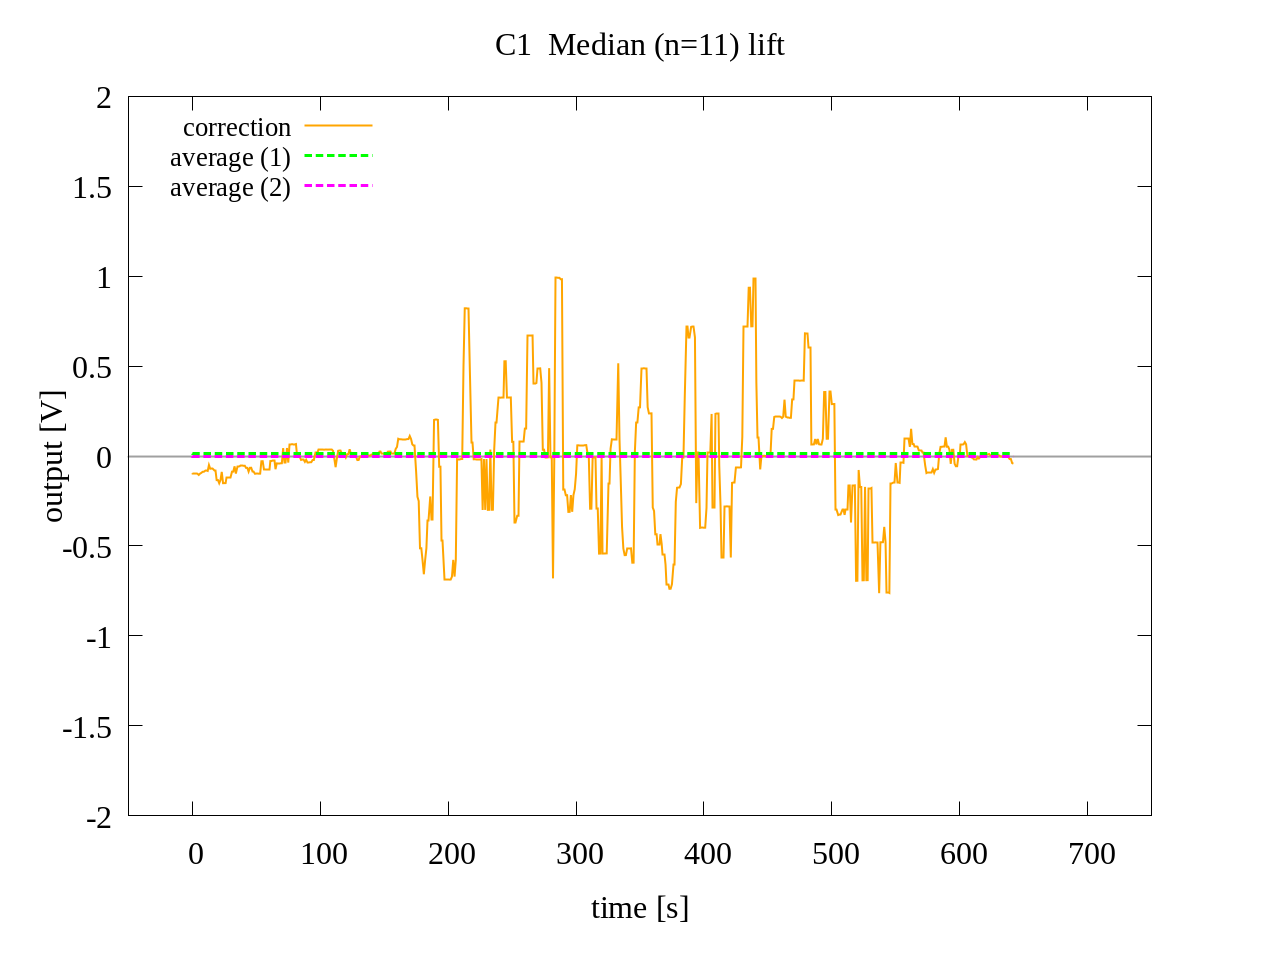 C1  Median (n=11) lift
correction
average (1)
average (2)
2
1.5
1
0.5
0
-0.5
-1
-1.5
-2
output [V]
0 100 200 300 400 500 600 700
time [s]